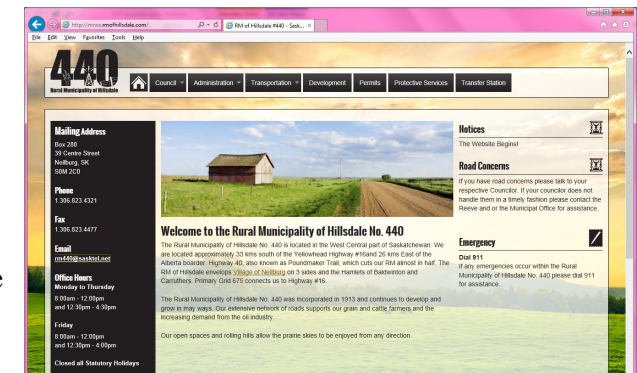 http://www.rmofhillsdale.com/
RM of Hillsdale #440 - Sask...
File Edit View Favorites Tools Help
440
Rural Municipality of Hillsdale
Council Administration Transportation Development Permits Protective Services Transfer Station
Mailing Address
Box 280
39 Centre Street
Neilburg, SK
S0M 2C0
Phone
1.306.823.4321
Fax
1.306.823.4477
Email
rm440@sasktel.net
Office Hours
Monday to Thursday
8:00am - 12:00pm
and 12:30pm - 4:30pm
Friday
8:00am - 12:00pm
and 12:30pm - 4:00pm
Closed all Statutory Holidays
Welcome to the Rural Municipality of Hillsdale No. 440
The Rural Municipality of Hillsdale No. 440 is located in the West Central part of Saskatchewan. We
are located approximately 33 kms south of the Yellowhead Highway #16and 26 kms East of the
Alberta boarder. Highway 40, also known as Poundmaker Trail, which cuts our RM almost in half. The
RM of Hillsdale envelops Village of Neilburg on 3 sides and the Hamlets of Baldwinton and
Carruthers. Primary Grid 675 connects us to Highway #16.
The Rural Municipality of Hillsdale No. 440 was incorporated in 1913 and continues to develop and
grow in may ways. Our extensive network of roads supports our grain and cattle farmers and the
increasing demand from the oil industry.
Our open spaces and rolling hills allow the prairie skies to be enjoyed from any direction.
Notices
The Website Begins!
Road Concerns
If you have road concerns please talk to your
respective Councilor. If your councilor does not
handle them in a timely fashion please contact the
Reeve and or the Municipal Office for assistance.
Emergency
Dial 911
If any emergencies occur within the Rural
Municipality of Hillsdale No. 440 please dial 911
for assistance.